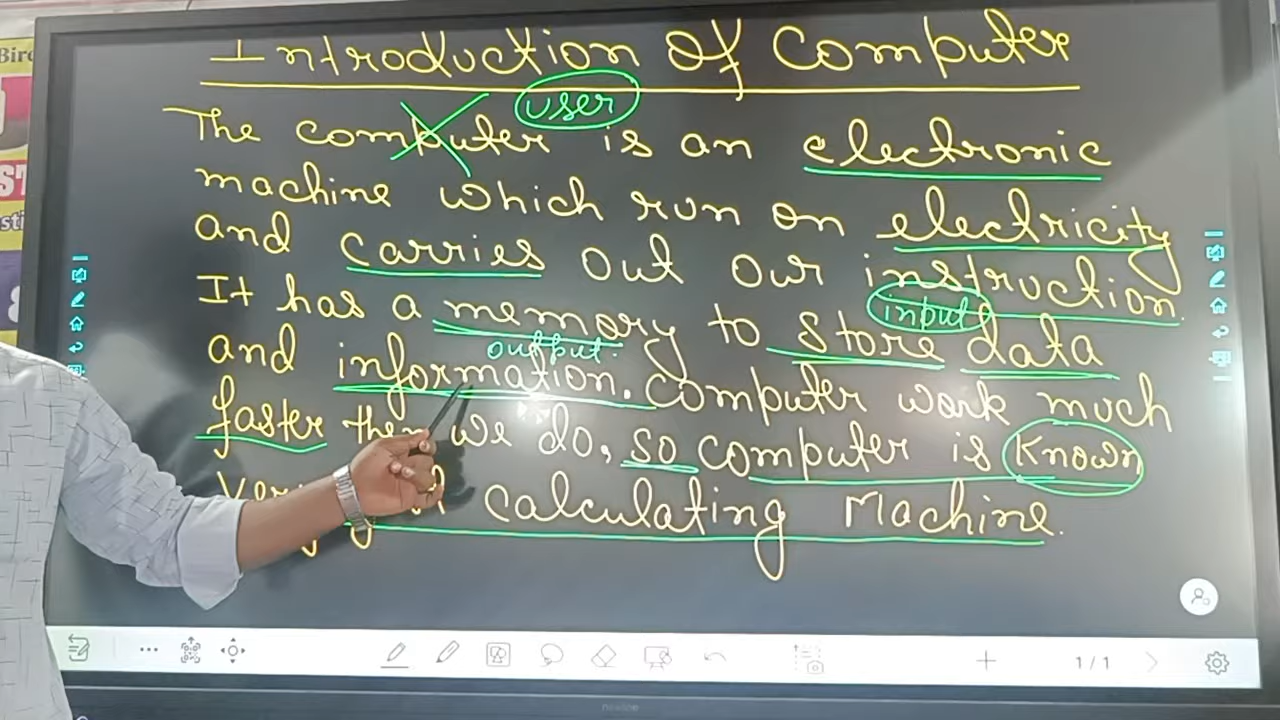 Introduction Of Computer
user
The computer is an electronic
machine which run on electricity
and carries out our instruction.
input
It has a memory to store data
output.
and information. Computer work much
faster then we do, so computer is known
calculating Machine.
1/1
newline